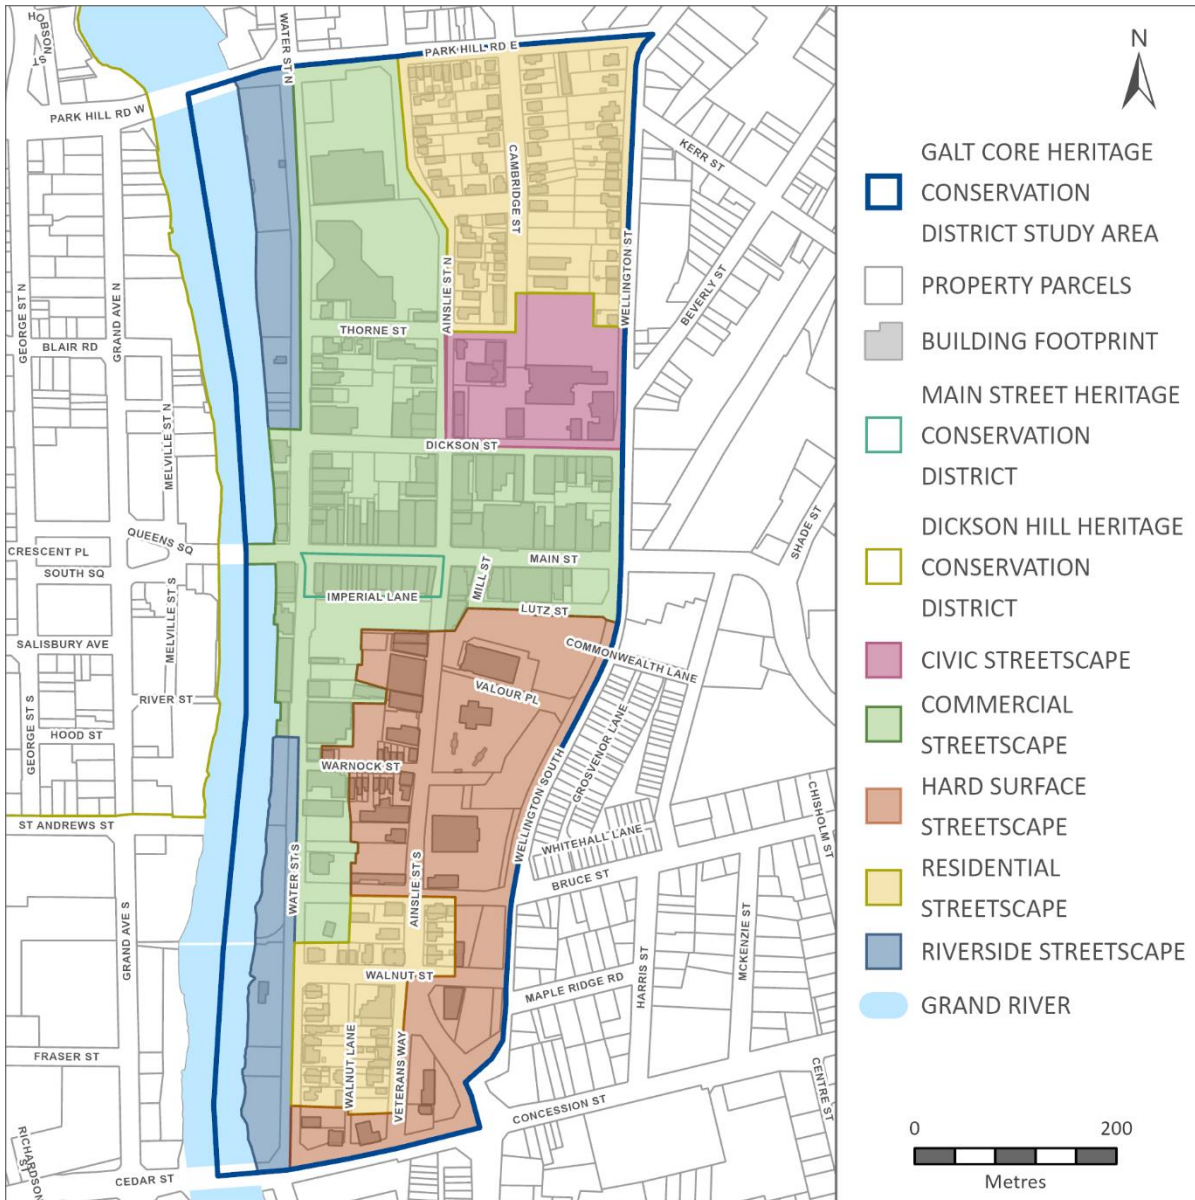 HOBSON ST
WATER ST N
PARK HILL RD E
PARK HILL RD W
KERR ST
CAMBRIDGE ST
WELLINGTON ST
BEVERLY ST
AINSLIE ST N
GEORGE ST N
GRAND AVE N
THORNE ST
BLAIR RD
MELVILLE ST N
DICKSON ST
SHADE ST
QUEENS SQ
CRESCENT PL
MAIN ST
SOUTH SQ
MILL ST
IMPERIAL LANE
LUTZ ST
MELVILLE ST S
SALISBURY AVE
COMMONWEALTH LANE
VALOUR PL
RIVER ST
GEORGE ST S
HOOD ST
GROSVENOR LANE
WARNOCK ST
WELLINGTON SOUTH
CHISHOLM ST
ST ANDREWS ST
WHITEHALL LANE
WATER ST S
AINSLIE ST S
BRUCE ST
GRAND AVE S
MCKENZIE ST
HARRIS ST
WALNUT ST
MAPLE RIDGE RD
FRASER ST
WALNUT LANE
VETERANS WAY
CENTRE ST
CONCESSION ST
RICHARDSON ST
CEDAR ST
N
GALT CORE HERITAGE
CONSERVATION
DISTRICT STUDY AREA
PROPERTY PARCELS
BUILDING FOOTPRINT
MAIN STREET HERITAGE
CONSERVATION
DISTRICT
DICKSON HILL HERITAGE
CONSERVATION
DISTRICT
CIVIC STREETSCAPE
COMMERCIAL
STREETSCAPE
HARD SURFACE
STREETSCAPE
RESIDENTIAL
STREETSCAPE
RIVERSIDE STREETSCAPE
GRAND RIVER
0 200
Metres